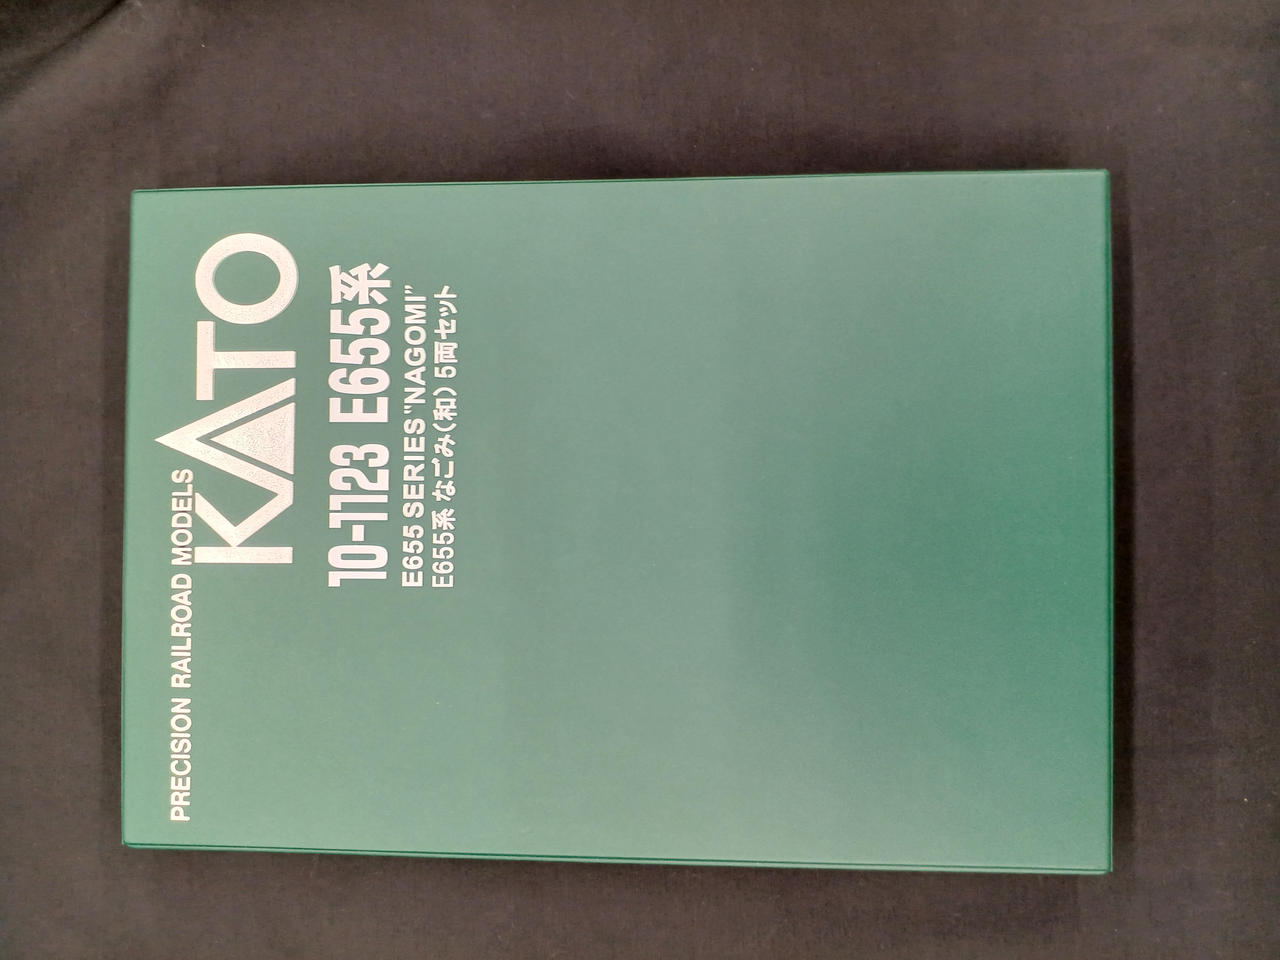 PRECISION RAILROAD MODELS
KATO
10-1123 E655系
E655 SERIES "NAGOMI"
E655系 なごみ(和) 5両セット